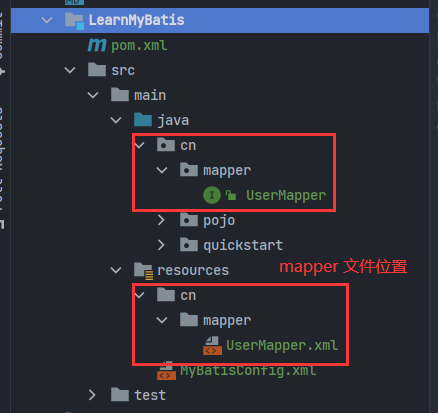 LearnMyBatis
pom.xml
src
main
java
cn
mapper
I UserMapper
pojo
quickstart
resources
mapper 文件位置
cn
mapper
UserMapper.xml
MyBatisConfig.xml
test